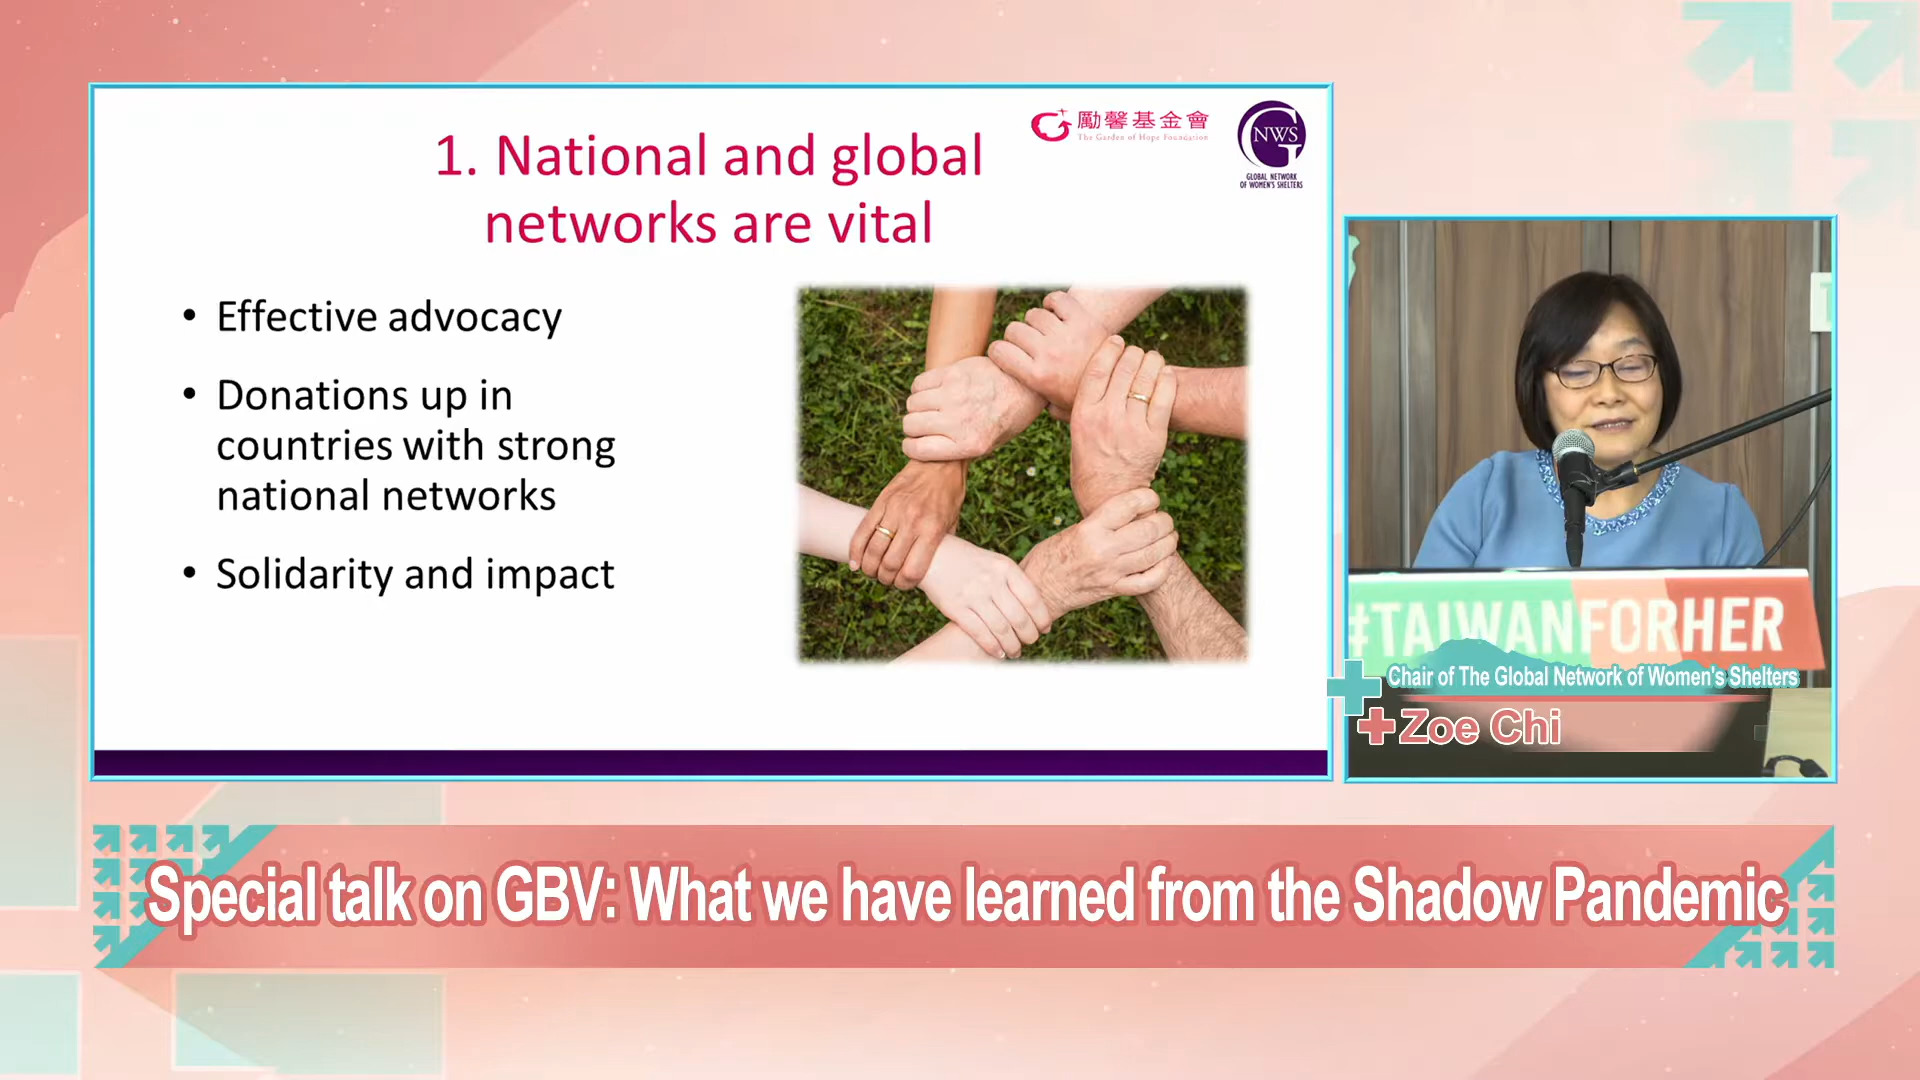 1. National and global
networks are vital
勵馨基金會
The Garden of Hope Foundation
NWS
G
GLOBAL NETWORK
OF WOMEN'S SHELTERS
• Effective advocacy
• Donations up in
countries with strong
national networks
• Solidarity and impact
#TAIWANFORHER
Chair of The Global Network of Women's Shelters
Zoe Chi
Special talk on GBV: What we have learned from the Shadow Pandemic